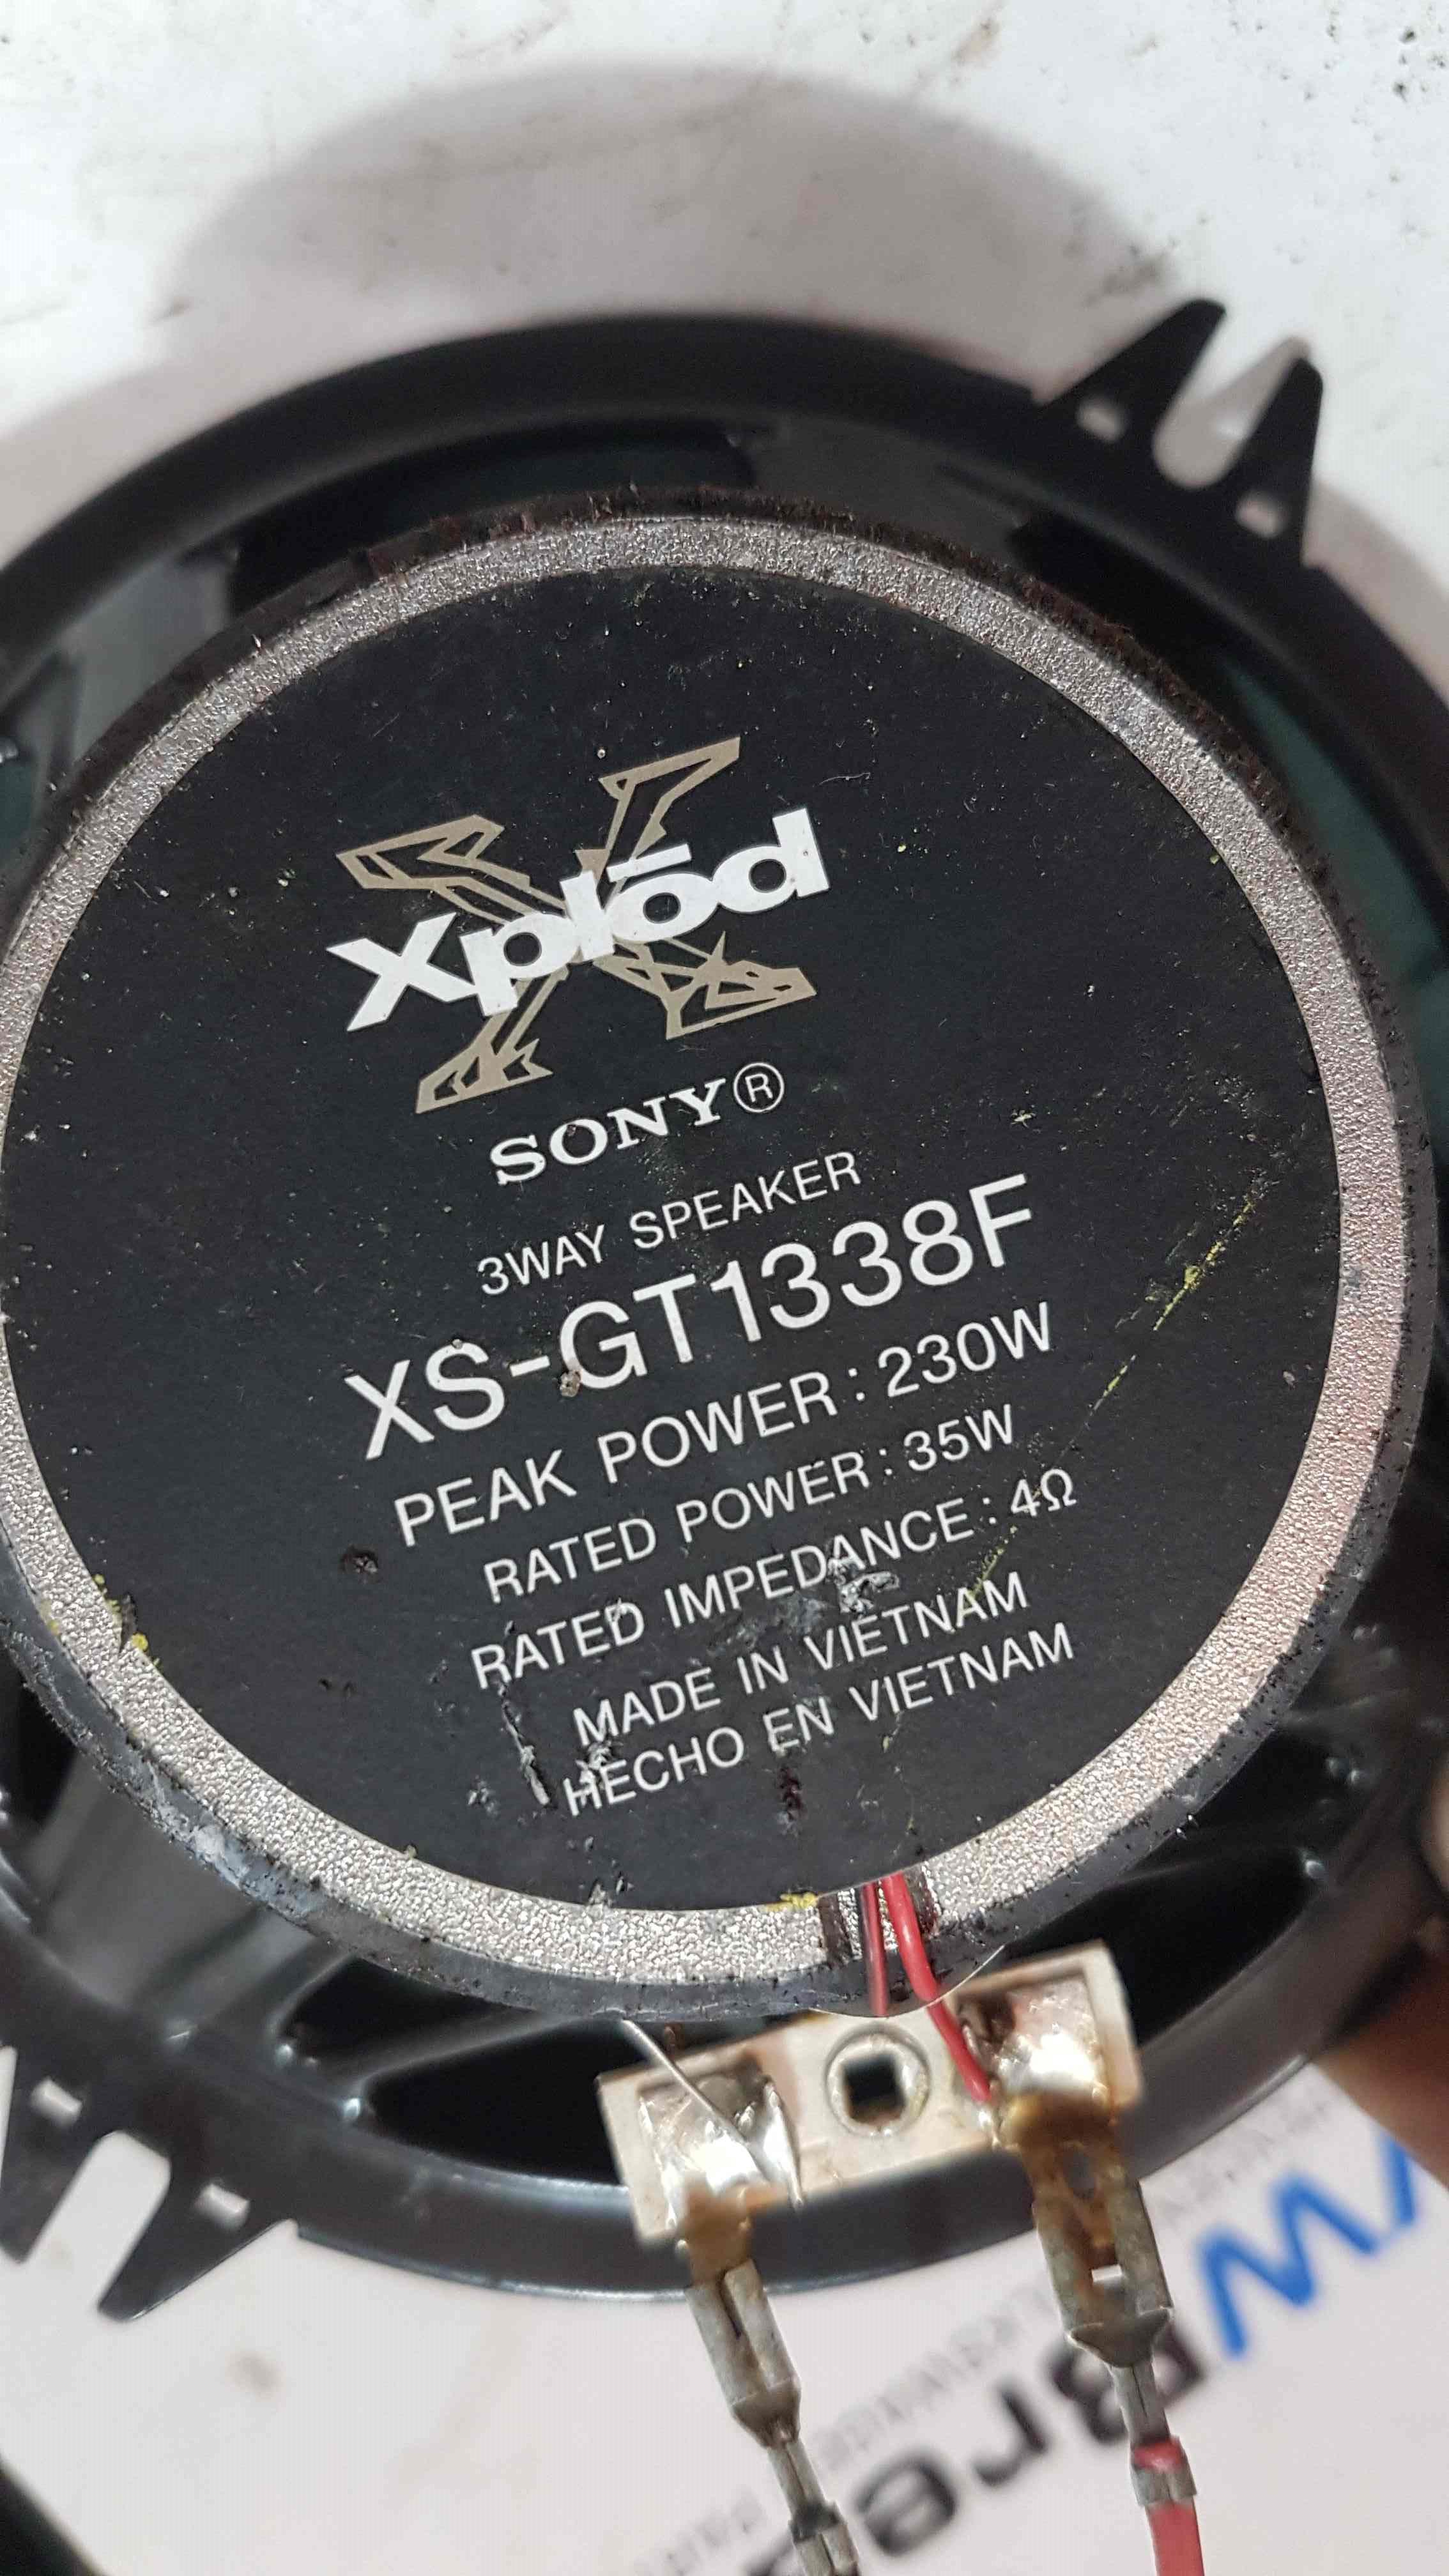 Xplōd
SONY®
3WAY SPEAKER
XS-GT1338F
PEAK POWER : 230W
RATED POWER : 35W
RATED IMPEDANCE : 4Ω
MADE IN VIETNAM
HECHO EN VIETNAM